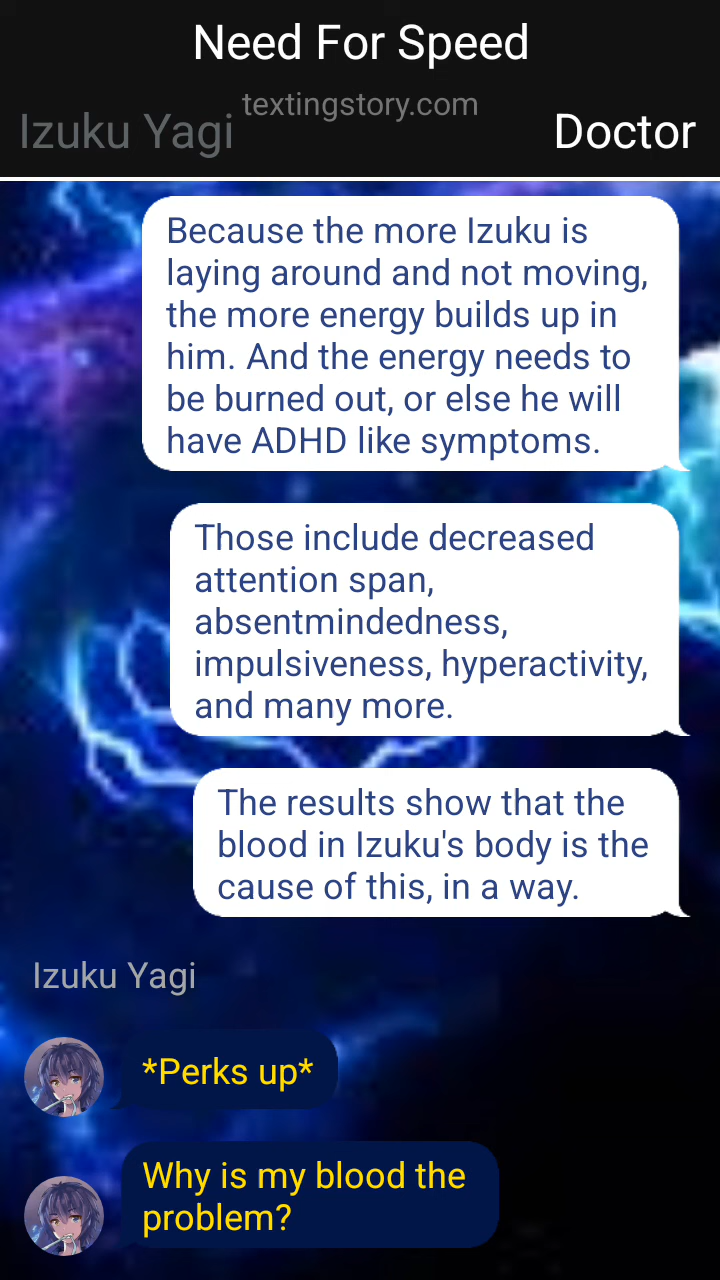 Need For Speed
textingstory.com
Izuku Yagi
Doctor
Because the more Izuku is
laying around and not moving,
the more energy builds up in
him. And the energy needs to
be burned out, or else he will
have ADHD like symptoms.
Those include decreased
attention span,
absentmindedness,
impulsiveness, hyperactivity,
and many more.
The results show that the
blood in Izuku's body is the
cause of this, in a way.
Izuku Yagi
*Perks up*
Why is my blood the
problem?